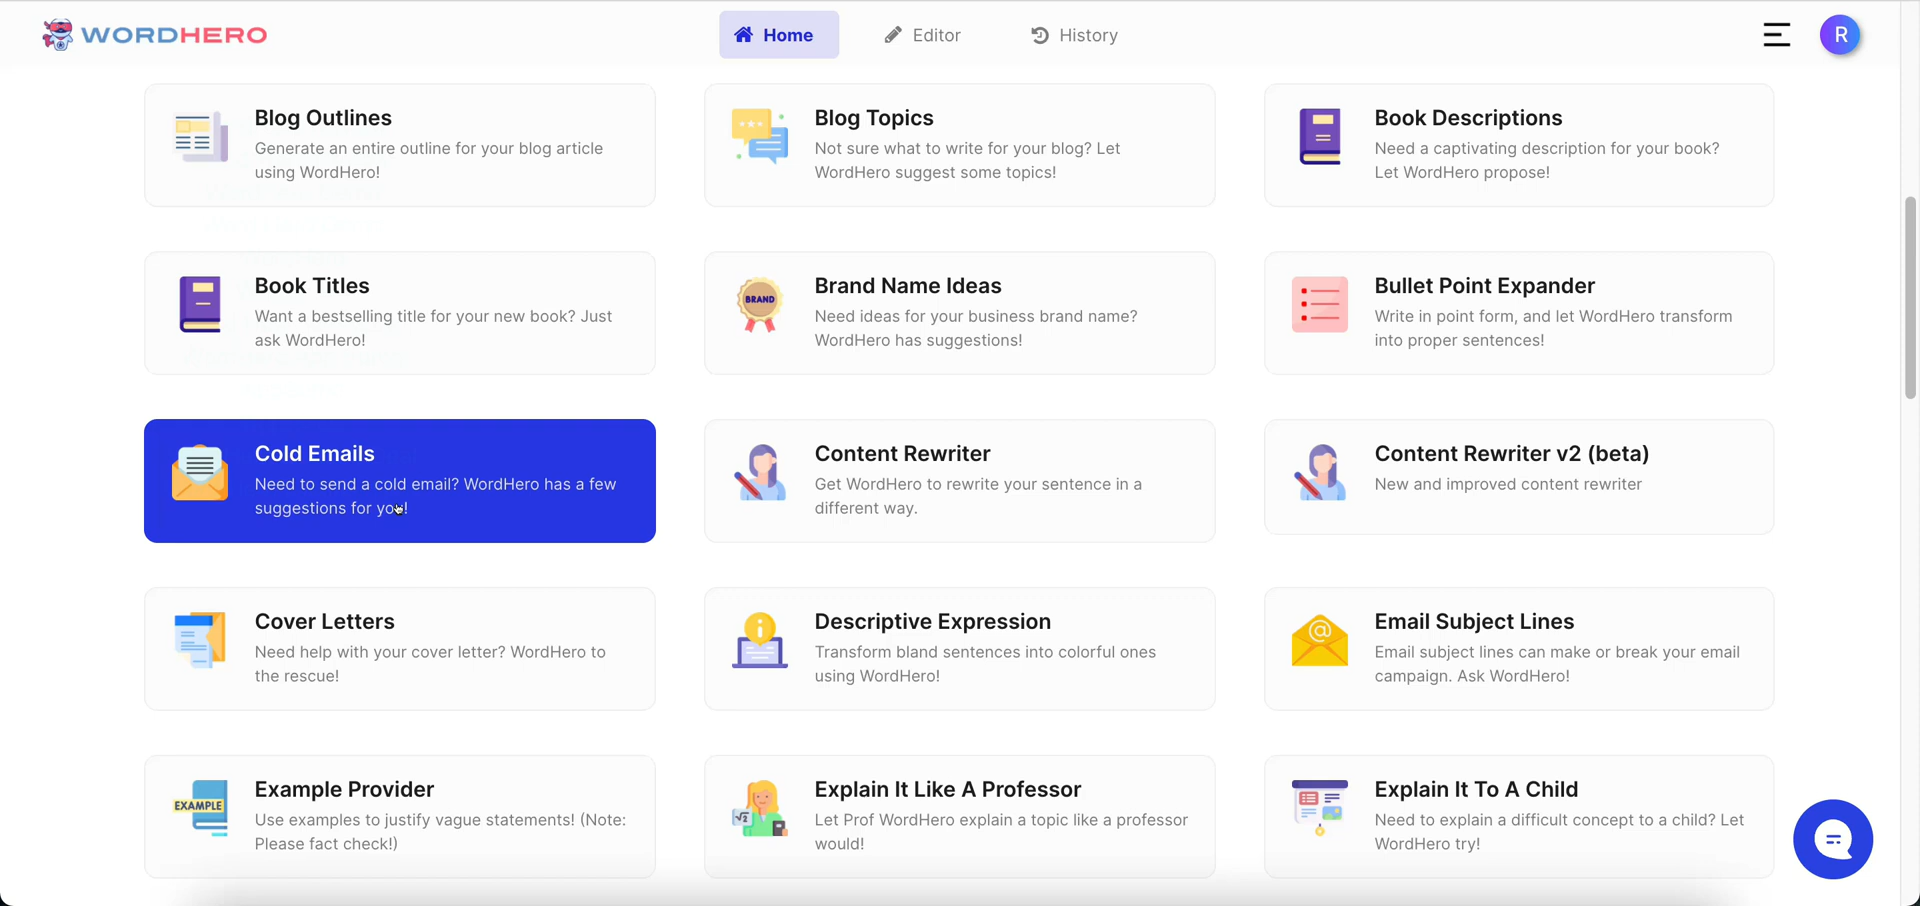 WORDHERO
Home
Editor
History
R
Blog Outlines
Generate an entire outline for your blog article
using WordHero!
Blog Topics
Not sure what to write for your blog? Let
WordHero suggest some topics!
Book Descriptions
Need a captivating description for your book?
Let WordHero propose!
Book Titles
Want a bestselling title for your new book? Just
ask WordHero!
BRAND
Brand Name Ideas
Need ideas for your business brand name?
WordHero has suggestions!
Bullet Point Expander
Write in point form, and let WordHero transform
into proper sentences!
Cold Emails
Need to send a cold email? WordHero has a few
suggestions for you!
Content Rewriter
Get WordHero to rewrite your sentence in a
different way.
Content Rewriter v2 (beta)
New and improved content rewriter
Cover Letters
Need help with your cover letter? WordHero to
the rescue!
Descriptive Expression
Transform bland sentences into colorful ones
using WordHero!
Email Subject Lines
Email subject lines can make or break your email
campaign. Ask WordHero!
EXAMPLE
Example Provider
Use examples to justify vague statements! (Note:
Please fact check!)
Explain It Like A Professor
Let Prof WordHero explain a topic like a professor
would!
Explain It To A Child
Need to explain a difficult concept to a child? Let
WordHero try!